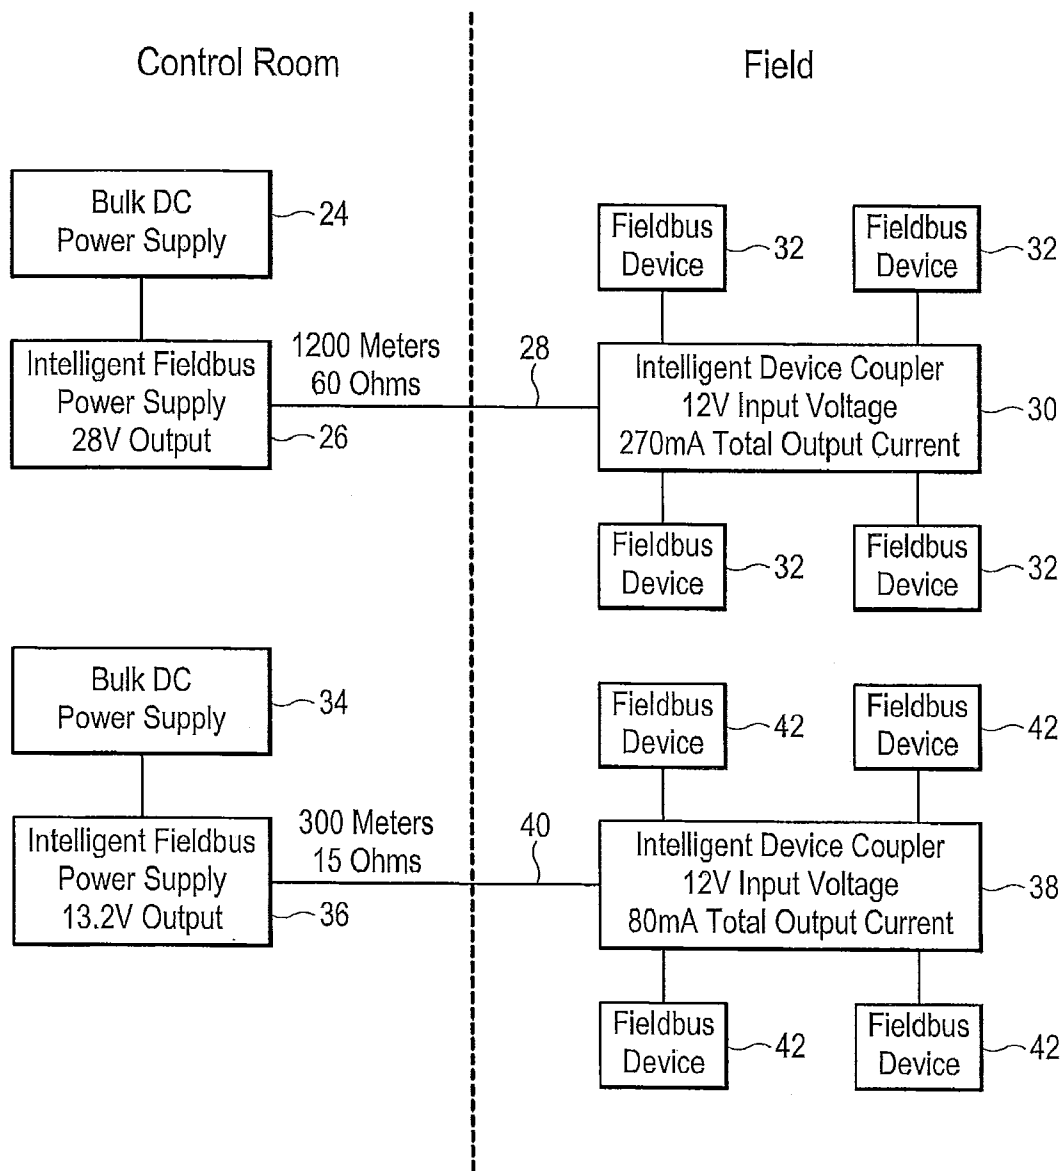 Control Room
Field
Bulk DC
Power Supply
24
Intelligent Fieldbus
Power Supply
28V Output
26
1200 Meters
60 Ohms
28
Fieldbus
Device
32
Fieldbus
Device
32
Intelligent Device Coupler
12V Input Voltage
270mA Total Output Current
30
Fieldbus
Device
32
Fieldbus
Device
32
Bulk DC
Power Supply
34
Intelligent Fieldbus
Power Supply
13.2V Output
36
300 Meters
15 Ohms
40
Fieldbus
Device
42
Fieldbus
Device
42
Intelligent Device Coupler
12V Input Voltage
80mA Total Output Current
38
Fieldbus
Device
42
Fieldbus
Device
42